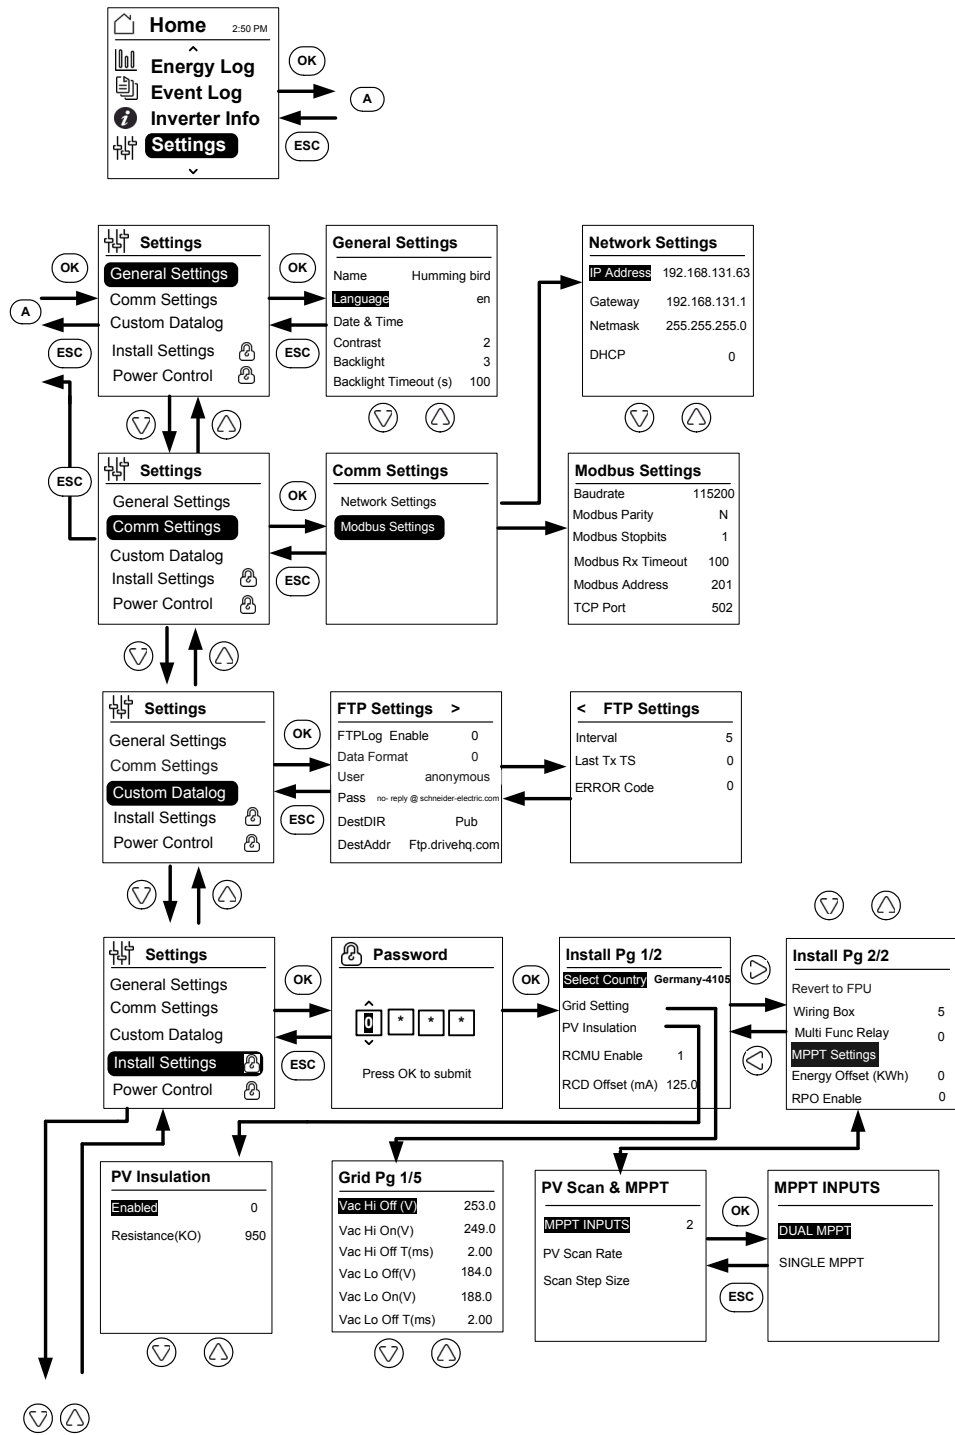 Home 2:50 PM
Energy Log
Event Log
Inverter Info
Settings
OK
A
ESC
Settings
General Settings
Comm Settings
Custom Datalog
Install Settings
Power Control
OK
A
ESC
OK
ESC
General Settings
Name Humming bird
Language en
Date & Time
Contrast 2
Backlight 3
Backlight Timeout (s) 100
Network Settings
IP Address 192.168.131.63
Gateway 192.168.131.1
Netmask 255.255.255.0
DHCP 0
ESC
Settings
General Settings
Comm Settings
Custom Datalog
Install Settings
Power Control
OK
ESC
Comm Settings
Network Settings
Modbus Settings
Modbus Settings
Baudrate 115200
Modbus Parity N
Modbus Stopbits 1
Modbus Rx Timeout 100
Modbus Address 201
TCP Port 502
Settings
General Settings
Comm Settings
Custom Datalog
Install Settings
Power Control
OK
ESC
FTP Settings >
FTPLog Enable 0
Data Format 0
User anonymous
Pass no- reply @ schneider-electric.com
DestDIR Pub
DestAddr Ftp.drivehq.com
< FTP Settings
Interval 5
Last Tx TS 0
ERROR Code 0
Settings
General Settings
Comm Settings
Custom Datalog
Install Settings
Power Control
OK
ESC
Password
0 * * *
Press OK to submit
OK
Install Pg 1/2
Select Country Germany-4105
Grid Setting
PV Insulation
RCMU Enable 1
RCD Offset (mA) 125.0
Install Pg 2/2
Revert to FPU
Wiring Box 5
Multi Func Relay 0
MPPT Settings
Energy Offset (KWh) 0
RPO Enable 0
PV Insulation
Enabled 0
Resistance(KO) 950
Grid Pg 1/5
Vac Hi Off (V) 253.0
Vac Hi On(V) 249.0
Vac Hi Off T(ms) 2.00
Vac Lo Off(V) 184.0
Vac Lo On(V) 188.0
Vac Lo Off T(ms) 2.00
PV Scan & MPPT
MPPT INPUTS 2
PV Scan Rate
Scan Step Size
OK
ESC
MPPT INPUTS
DUAL MPPT
SINGLE MPPT